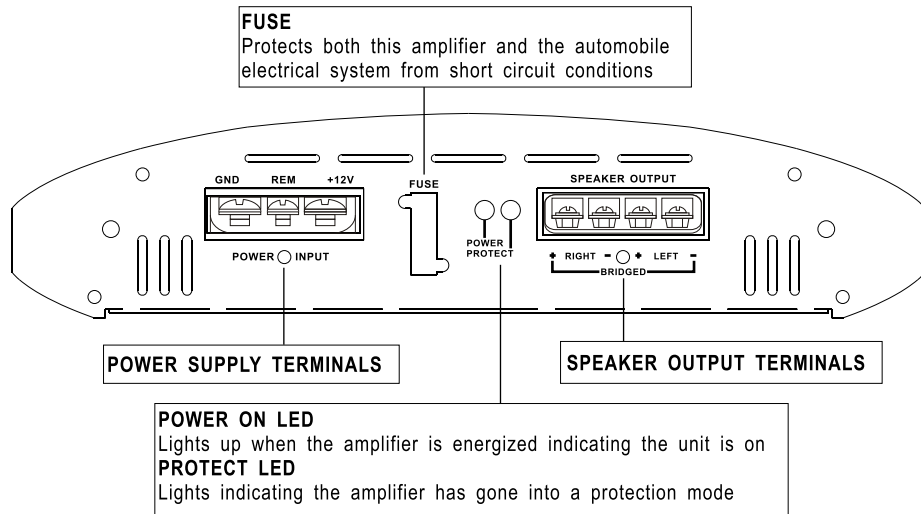 FUSE
Protects both this amplifier and the automobile
electrical system from short circuit conditions
GND REM +12V
FUSE
SPEAKER OUTPUT
POWER
PROTECT
POWER INPUT
+ RIGHT - + LEFT -
BRIDGED
POWER SUPPLY TERMINALS
SPEAKER OUTPUT TERMINALS
POWER ON LED
Lights up when the amplifier is energized indicating the unit is on
PROTECT LED
Lights indicating the amplifier has gone into a protection mode